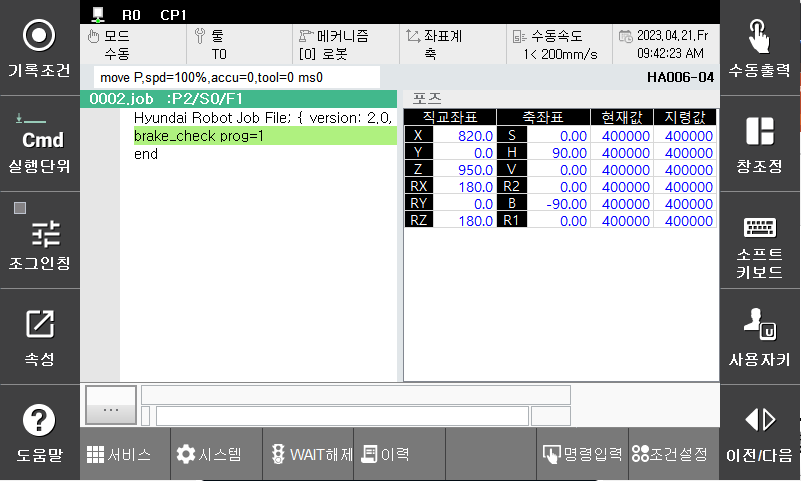 R0 CP1
기록조건
모드
수동
툴
T0
메커니즘
[0] 로봇
좌표계
축
수동속도
1< 200mm/s
2023,04,21,Fr
09:42:23 AM
수동출력
move P,spd=100%,accu=0,tool=0 ms0
HA006-04
0002.job :P2/S0/F1
Hyundai Robot Job File; { version: 2,0,
brake_check prog=1
end
포즈
직교좌표 축좌표 현재값 지령값
X 820.0 S 0.00 400000 400000
Y 0.0 H 90.00 400000 400000
Z 950.0 V 0.00 400000 400000
RX 180.0 R2 0.00 400000 400000
RY 0.0 B -90.00 400000 400000
RZ 180.0 R1 0.00 400000 400000
Cmd
실행단위
조그인칭
속성
도움말
창조정
소프트
키보드
U
사용자키
이전/다음
...
서비스
시스템
WAIT해제
이력
명령입력
조건설정